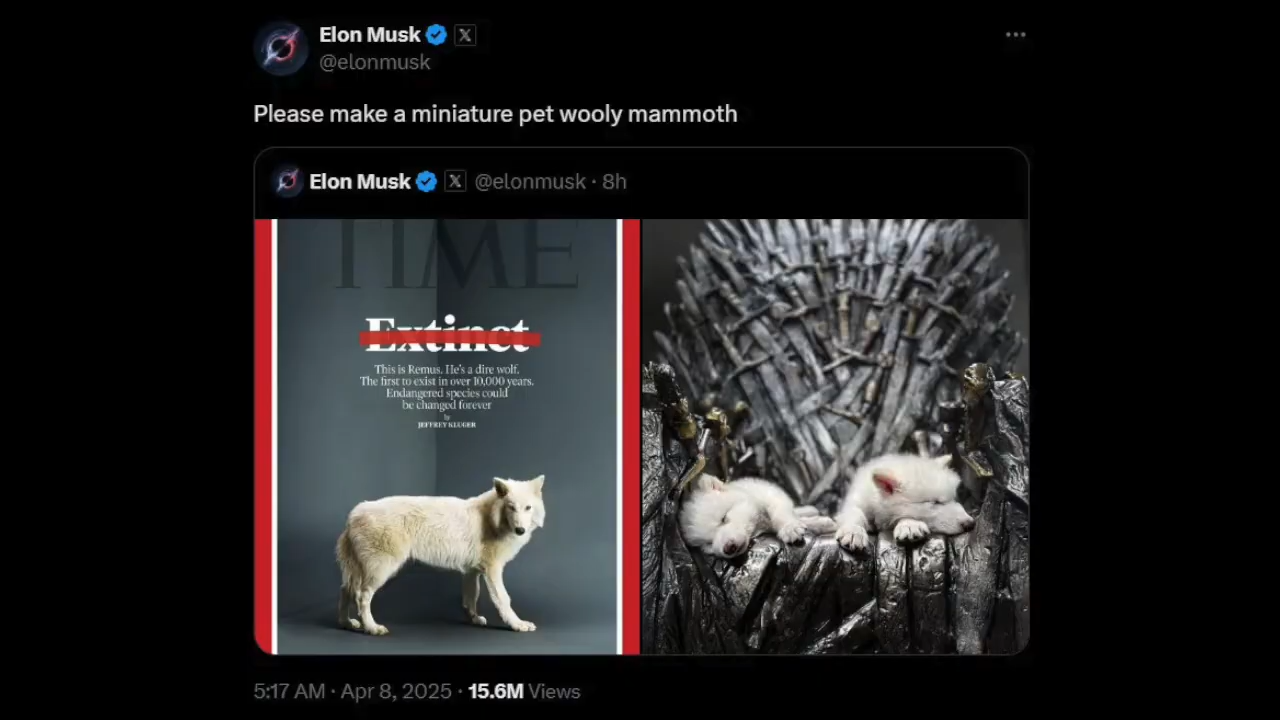 Elon Musk
@elonmusk
Please make a miniature pet wooly mammoth
Elon Musk @elonmusk · 8h
TIME
Extinct
This is Remus. He's a dire wolf.
The first to exist in over 10,000 years.
Endangered species could
be changed forever
by
JEFFREY KLUGER
5:17 AM · Apr 8, 2025 · 15.6M Views